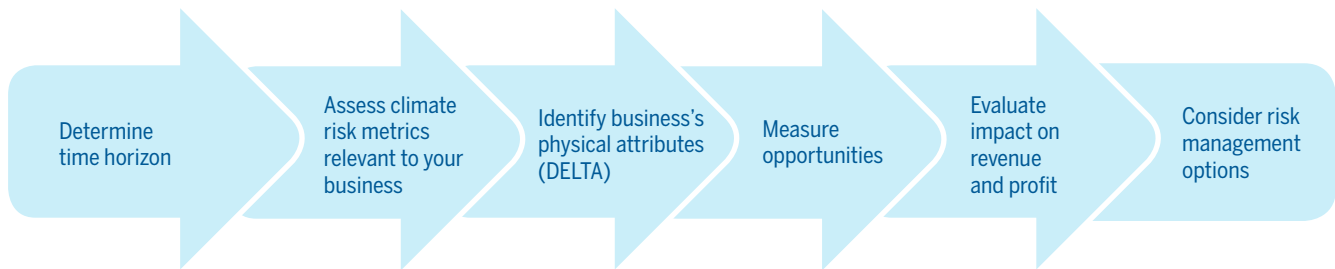 Determine
time horizon
Assess climate
risk metrics
relevant to your
business
Identify business's
physical attributes
(DELTA)
Measure
opportunities
Evaluate
impact on
revenue
and profit
Consider risk
management
options